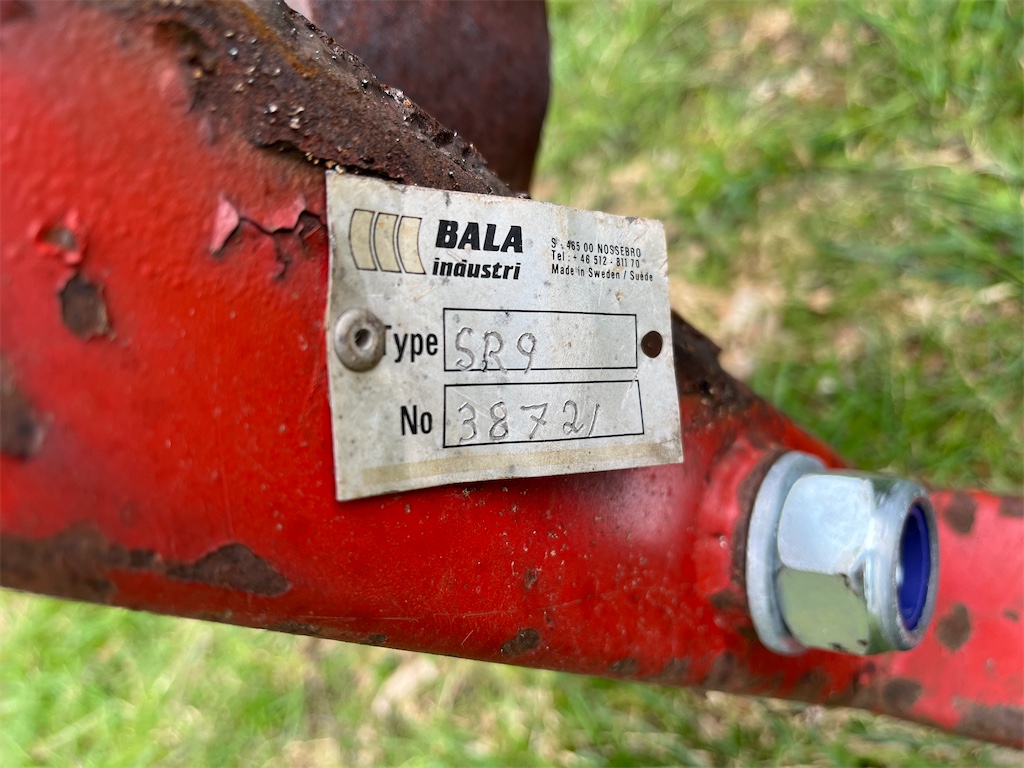 BALA
industri
S - 465 00 NOSSEBRO
Tel : + 46 512 - 811 70
Made in Sweden / Suède
Type SR9
No 38721